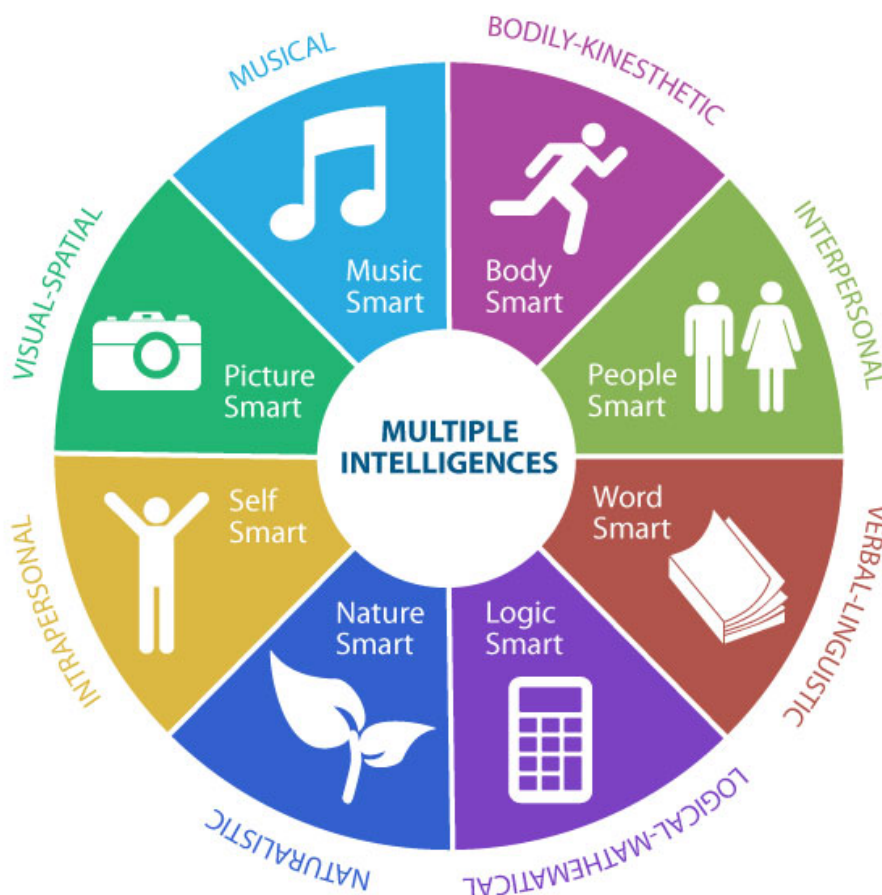 MUSICAL
BODILY-KINESTHETIC
INTERPERSONAL
VERBAL-LINGUISTIC
LOGICAL-MATHEMATICAL
NATURALISTIC
INTRAPERSONAL
VISUAL-SPATIAL
Music
Smart
Body
Smart
People
Smart
Word
Smart
Logic
Smart
Nature
Smart
Self
Smart
Picture
Smart
MULTIPLE
INTELLIGENCES